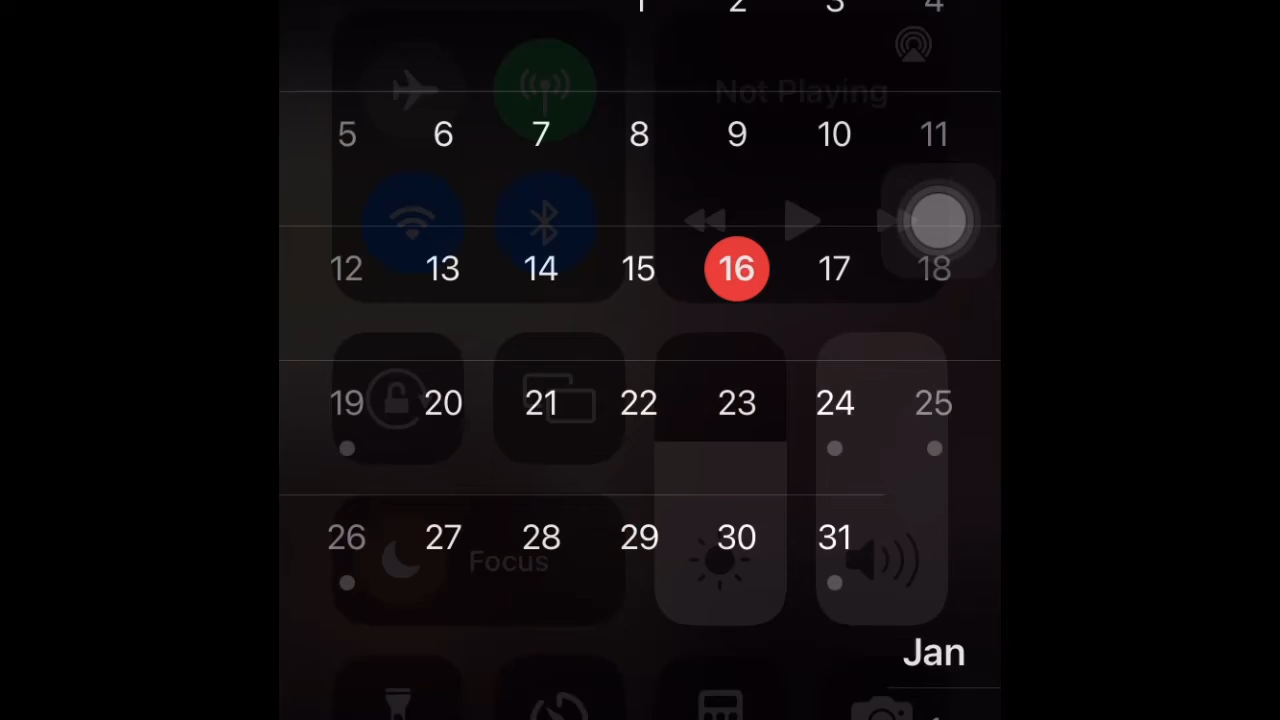 1 2 3 4
Not Playing
5 6 7 8 9 10 11
12 13 14 15 16 17 18
19 20 21 22 23 24 25
26 27 28 29 30 31
Focus
Jan